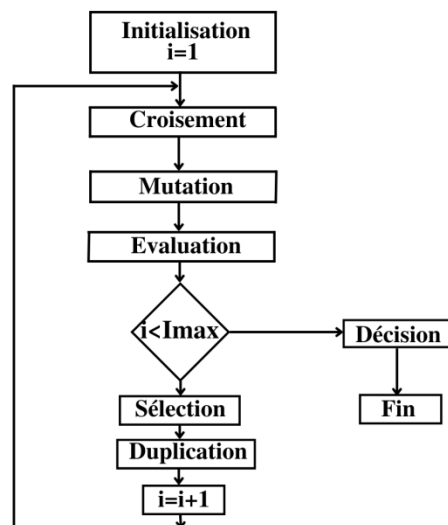 Initialisation
i=1
Croisement
Mutation
Evaluation
i<Imax
Décision
Sélection
Fin
Duplication
i=i+1